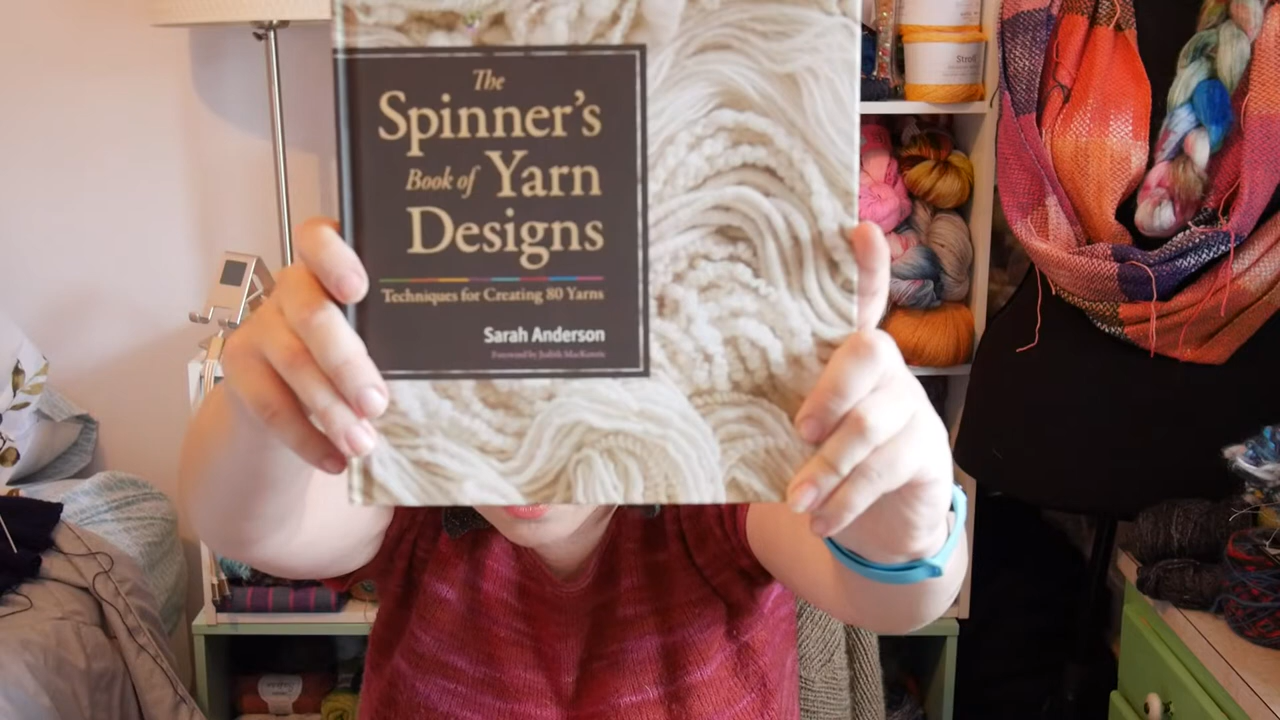 The
Spinner's
Book of Yarn
Designs
Techniques for Creating 80 Yarns
Sarah Anderson
Foreword by Judith MacKenzie